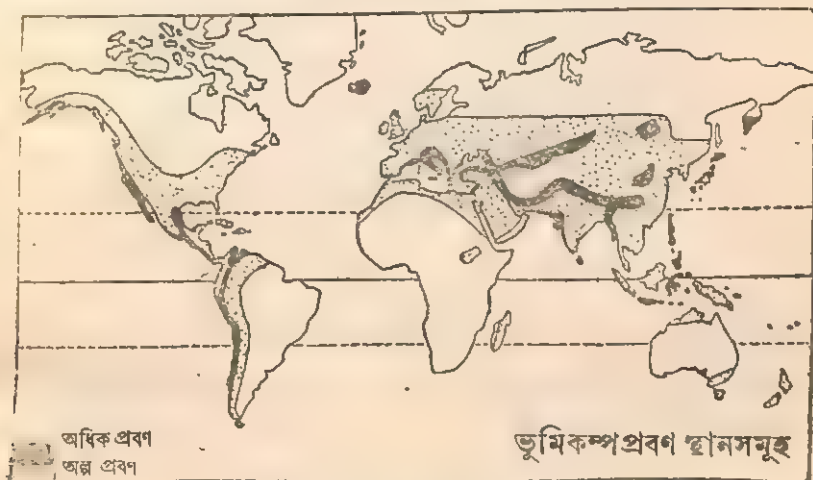 অধিক প্রবণ
অল্প প্রবণ
ভূমিকম্পপ্রবণ স্থানসমূহ